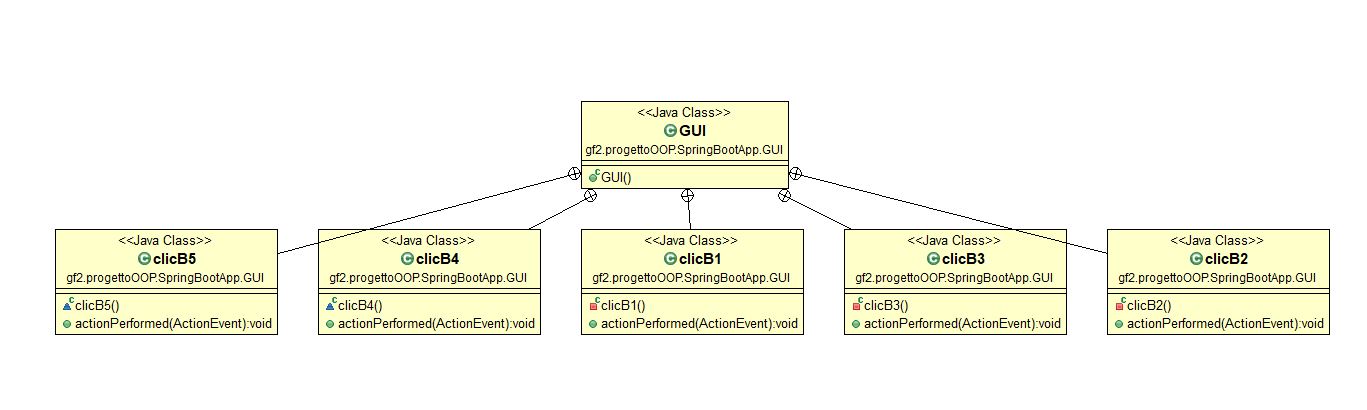 <<Java Class>>
GUI
gf2.progettoOOP.SpringBootApp.GUI
GUI()
<<Java Class>>
clicB5
gf2.progettoOOP.SpringBootApp.GUI
clicB5()
actionPerformed(ActionEvent):void
<<Java Class>>
clicB4
gf2.progettoOOP.SpringBootApp.GUI
clicB4()
actionPerformed(ActionEvent):void
<<Java Class>>
clicB1
gf2.progettoOOP.SpringBootApp.GUI
clicB1()
actionPerformed(ActionEvent):void
<<Java Class>>
clicB3
gf2.progettoOOP.SpringBootApp.GUI
clicB3()
actionPerformed(ActionEvent):void
<<Java Class>>
clicB2
gf2.progettoOOP.SpringBootApp.GUI
clicB2()
actionPerformed(ActionEvent):void